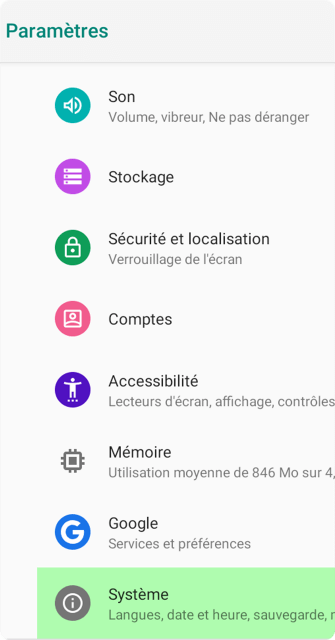 Paramètres
Son
Volume, vibreur, Ne pas déranger
Stockage
Sécurité et localisation
Verrouillage de l'écran
Comptes
Accessibilité
Lecteurs d'écran, affichage, contrôles
Mémoire
Utilisation moyenne de 846 Mo sur 4,
Google
Services et préférences
Système
Langues, date et heure, sauvegarde,